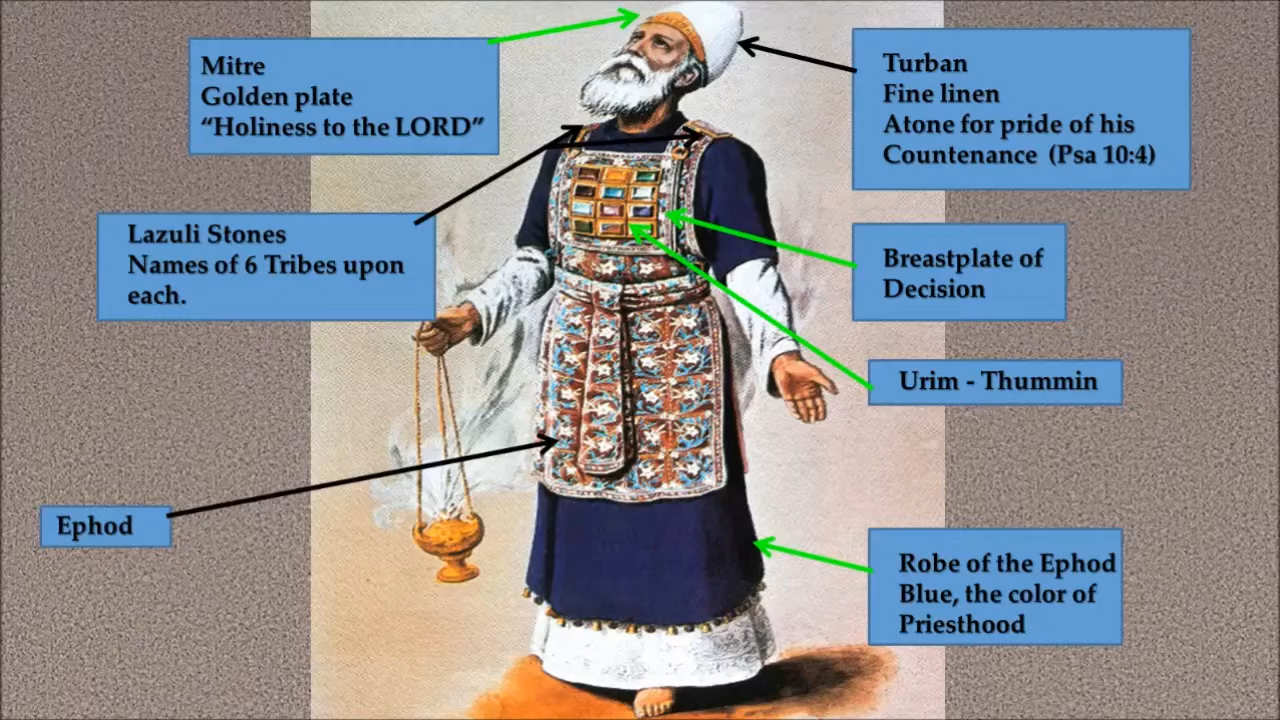 Mitre
Golden plate
“Holiness to the LORD”
Turban
Fine linen
Atone for pride of his
Countenance (Psa 10:4)
Lazuli Stones
Names of 6 Tribes upon
each.
Breastplate of
Decision
Urim - Thummin
Ephod
Robe of the Ephod
Blue, the color of
Priesthood